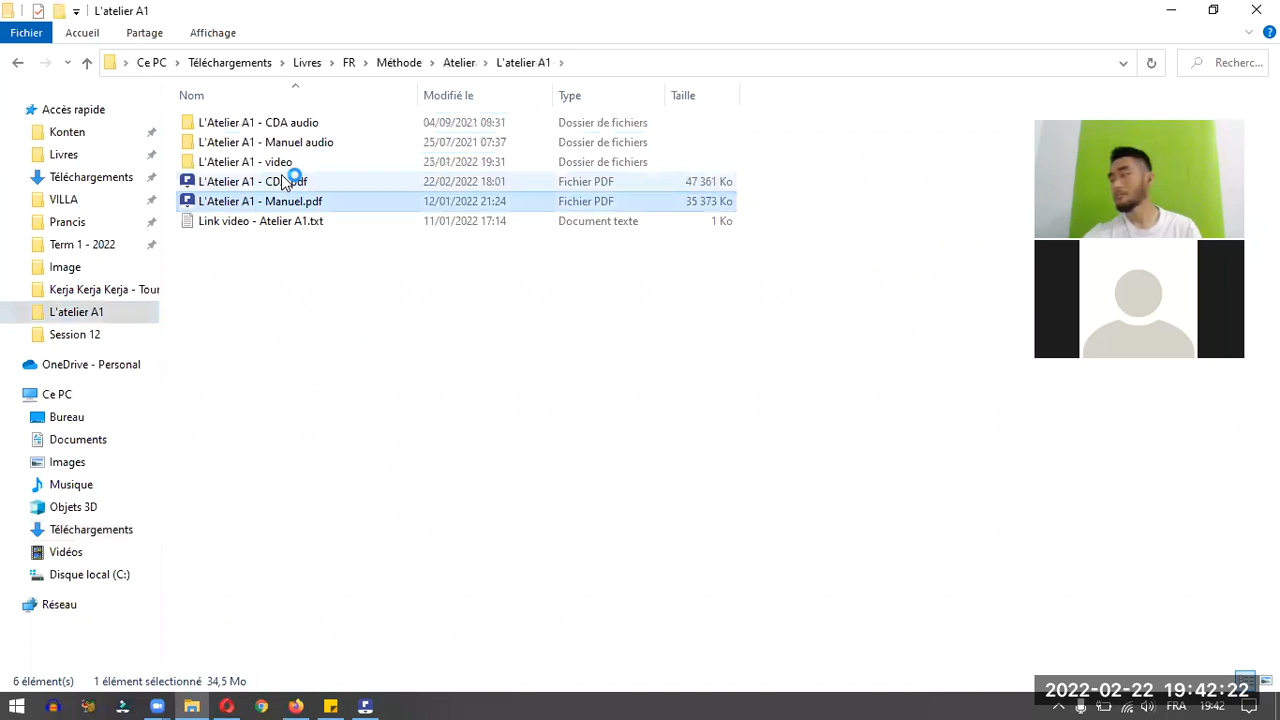 L'atelier A1
Fichier Accueil Partage Affichage
Ce PC Téléchargements Livres FR Méthode Atelier L'atelier A1 Recherc...
Nom Modifié le Type Taille
L'Atelier A1 - CDA audio 04/09/2021 08:31 Dossier de fichiers
L'Atelier A1 - Manuel audio 25/07/2021 07:37 Dossier de fichiers
L'Atelier A1 - video 23/01/2022 19:31 Dossier de fichiers
L'Atelier A1 - CD pdf 22/02/2022 18:01 Fichier PDF 47 361 Ko
L'Atelier A1 - Manuel.pdf 12/01/2022 21:24 Fichier PDF 35 373 Ko
Link video - Atelier A1.txt 11/01/2022 17:14 Document texte 1 Ko
Accès rapide
Konten
Livres
Téléchargements
VILLA
Prancis
Term 1 - 2022
Image
Kerja Kerja Kerja - Tour
L'atelier A1
Session 12
OneDrive - Personal
Ce PC
Bureau
Documents
Images
Musique
Objets 3D
Téléchargements
Vidéos
Disque local (C:)
Réseau
6 élément(s) 1 élément sélectionné 34,5 Mo
2022-02-22 19:42:22
FRA 19:42